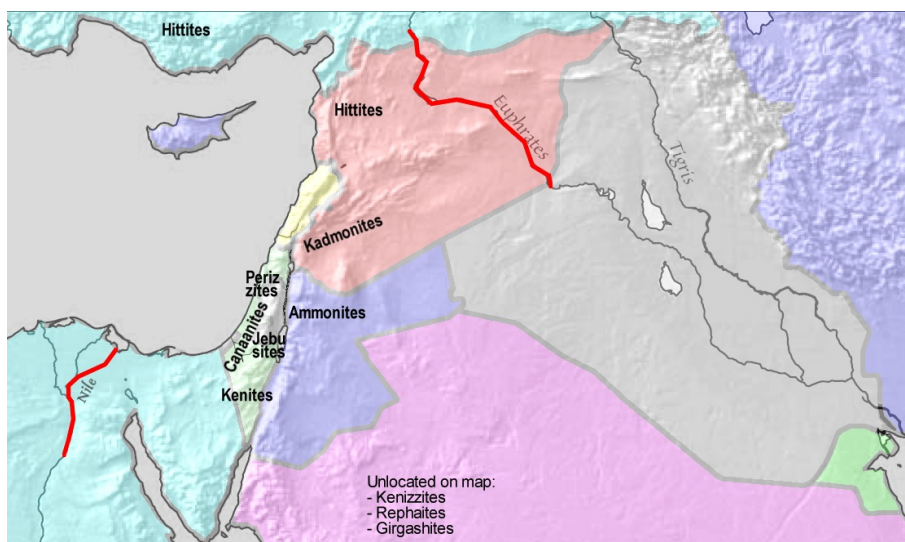 Hittites
Hittites
Euphrates
Tigris
Kadmonites
Periz
zites
Canaanites
Ammonites
Jebu
sites
Nile
Kenites
Unlocated on map:
- Kenizzites
- Rephaites
- Girgashites